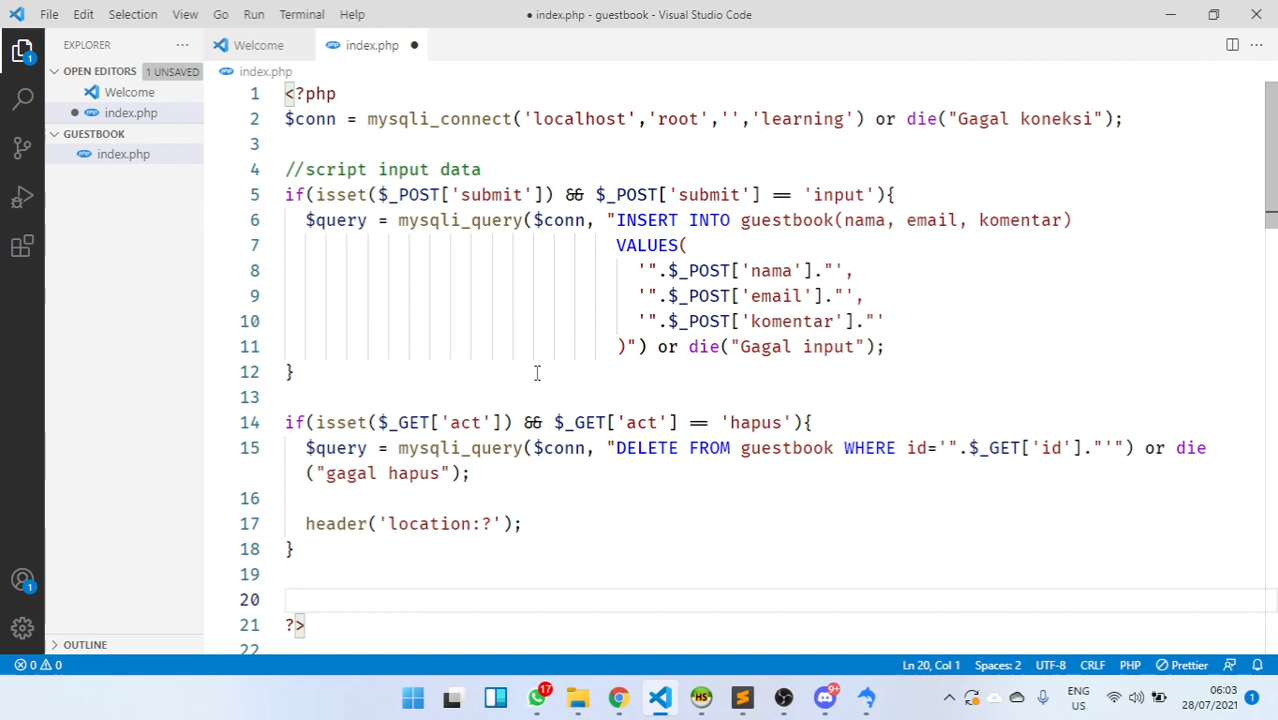 File Edit Selection View Go Run Terminal Help
● index.php - guestbook - Visual Studio Code
EXPLORER
Welcome
index.php ●
OPEN EDITORS 1 UNSAVED
Welcome
● index.php
GUESTBOOK
index.php
OUTLINE
index.php
1 <?php
2 $conn = mysqli_connect('localhost','root','','learning') or die("Gagal koneksi");
3
4 //script input data
5 if(isset($_POST['submit']) && $_POST['submit'] == 'input'){
6 $query = mysqli_query($conn, "INSERT INTO guestbook(nama, email, komentar)
7 VALUES(
8 '".$_POST['nama']."',
9 '".$_POST['email']."',
10 '".$_POST['komentar']."'
11 )") or die("Gagal input");
12 }
13
14 if(isset($_GET['act']) && $_GET['act'] == 'hapus'){
15 $query = mysqli_query($conn, "DELETE FROM guestbook WHERE id='".$_GET['id']."'") or die
("gagal hapus");
16
17 header('location:?');
18 }
19
20
21 ?>
22
0 0
Ln 20, Col 1 Spaces: 2 UTF-8 CRLF PHP Prettier
1
1
17
HS
9+
ENG
US
06:03
28/07/2021
1